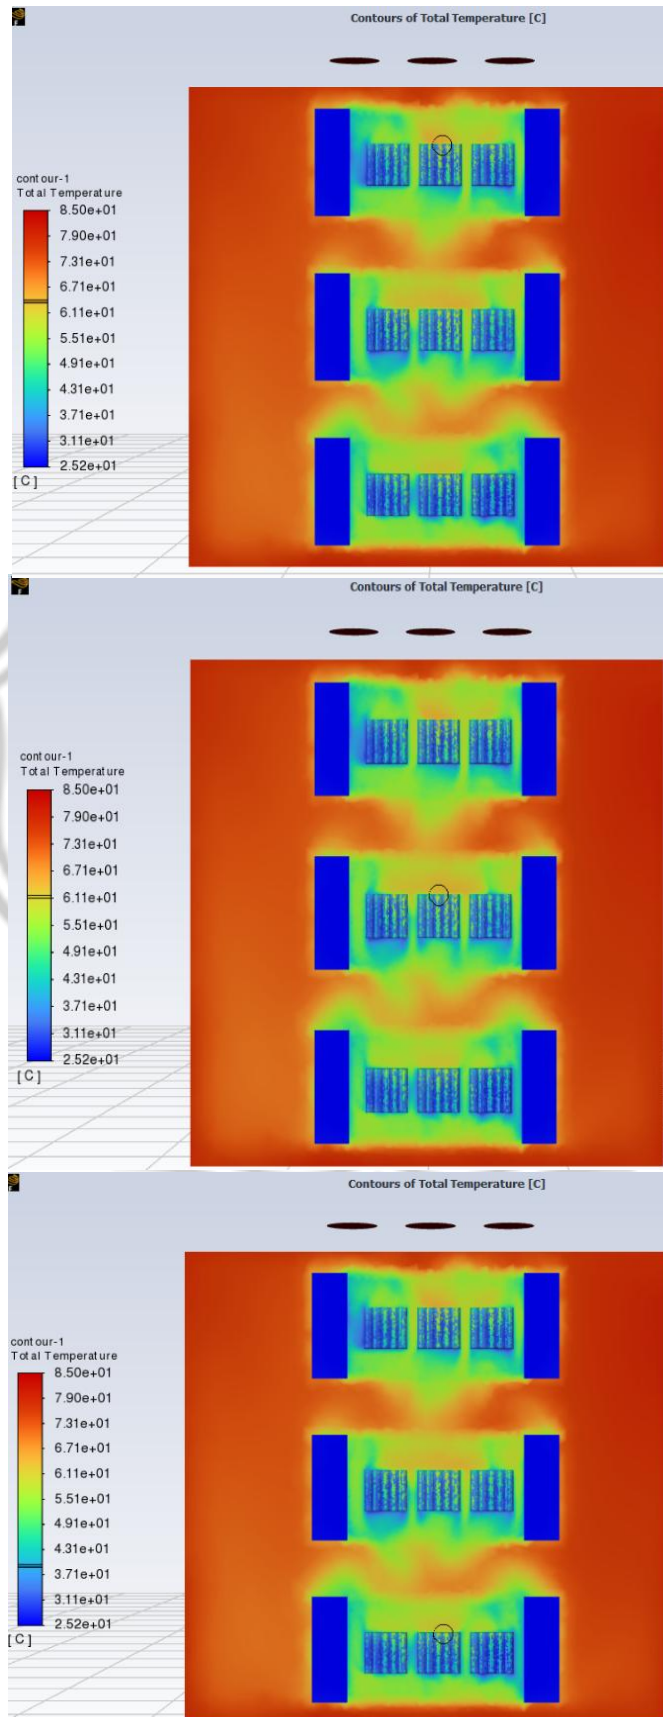 Contours of Total Temperature [C]
contour-1
Total Temperature
8.50e+01
7.90e+01
7.31e+01
6.71e+01
6.11e+01
5.51e+01
4.91e+01
4.31e+01
3.71e+01
3.11e+01
2.52e+01
[ C ]
Contours of Total Temperature [C]
contour-1
Total Temperature
8.50e+01
7.90e+01
7.31e+01
6.71e+01
6.11e+01
5.51e+01
4.91e+01
4.31e+01
3.71e+01
3.11e+01
2.52e+01
[ C ]
Contours of Total Temperature [C]
contour-1
Total Temperature
8.50e+01
7.90e+01
7.31e+01
6.71e+01
6.11e+01
5.51e+01
4.91e+01
4.31e+01
3.71e+01
3.11e+01
2.52e+01
[ C ]